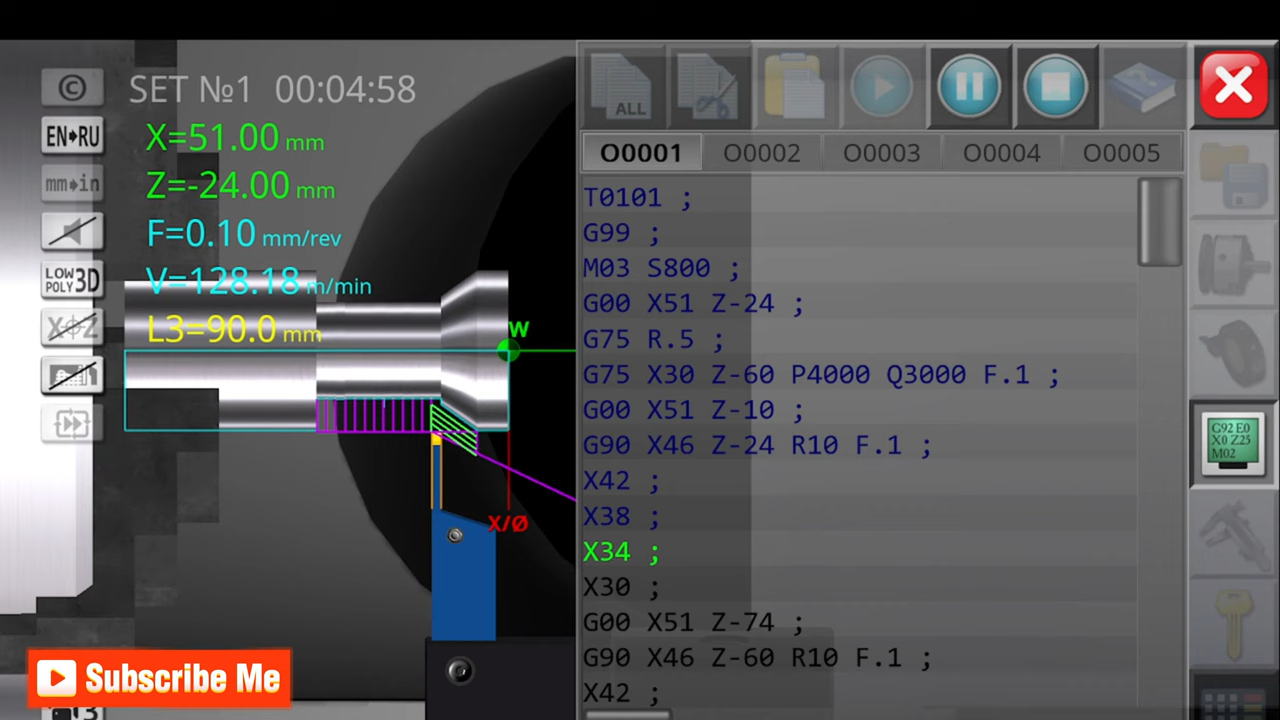 SET №1 00:04:58
©
X=51.00 mm
EN➔RU
Z=-24.00 mm
mm➔in
F=0.10 mm/rev
V=128.18 m/min
LOW POLY 3D
L3=90.0 mm
X Z
W
X/Ø
Subscribe Me
3
ALL
O0001 O0002 O0003 O0004 O0005
T0101 ;
G99 ;
M03 S800 ;
G00 X51 Z-24 ;
G75 R.5 ;
G75 X30 Z-60 P4000 Q3000 F.1 ;
G00 X51 Z-10 ;
G90 X46 Z-24 R10 F.1 ;
X42 ;
X38 ;
X34 ;
X30 ;
G00 X51 Z-74 ;
G90 X46 Z-60 R10 F.1 ;
X42 ;
G92 E0
X0 Z25
M02